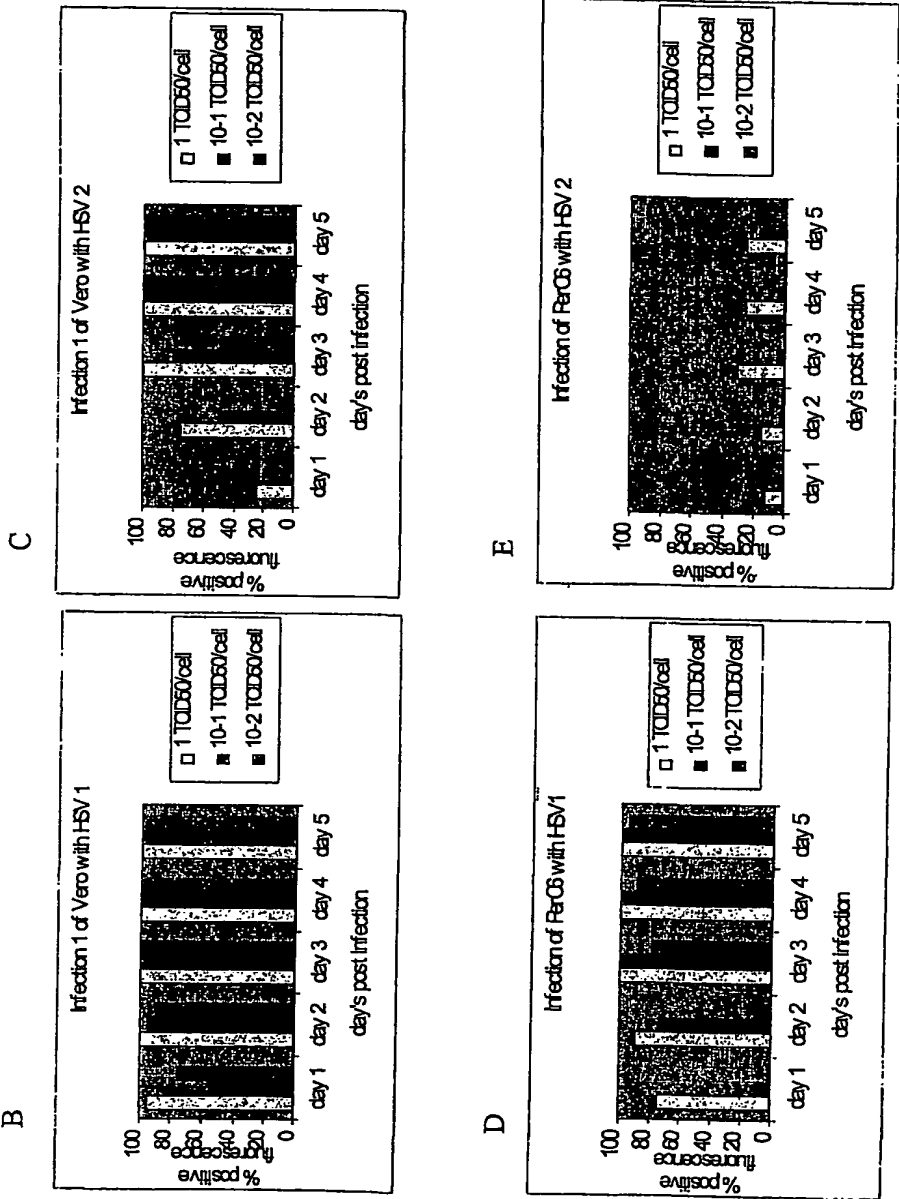 B
Infection 1 of Vero with HSV 1
% positive
fluorescence
100
80
60
40
20
0
day 1 day 2 day 3 day 4 day 5
day's post infection
1 TCID50/cell
10-1 TCID50/cell
10-2 TCID50/cell
C
Infection 1 of Vero with HSV 2
% positive
fluorescence
100
80
60
40
20
0
day 1 day 2 day 3 day 4 day 5
day's post infection
1 TCID50/cell
10-1 TCID50/cell
10-2 TCID50/cell
D
Infection of PerC6 with HSV1
% positive
fluorescence
100
80
60
40
20
0
day 1 day 2 day 3 day 4 day 5
day's post infection
1 TCID50/cell
10-1 TCID50/cell
10-2 TCID50/cell
E
Infection of PerC6 with HSV 2
% positive
fluorescence
100
80
60
40
20
0
day 1 day 2 day 3 day 4 day 5
day's post infection
1 TCID50/cell
10-1 TCID50/cell
10-2 TCID50/cell